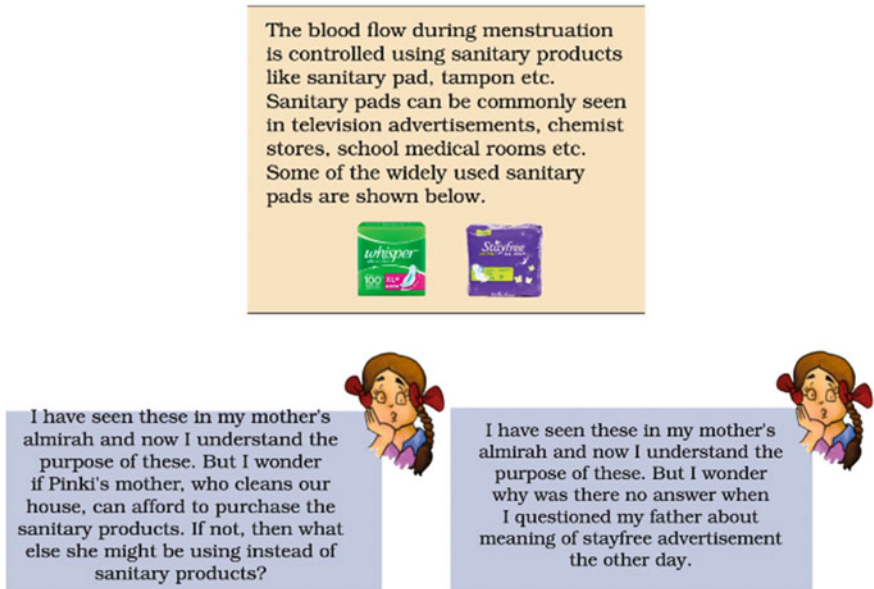 The blood flow during menstruation
is controlled using sanitary products
like sanitary pad, tampon etc.
Sanitary pads can be commonly seen
in television advertisements, chemist
stores, school medical rooms etc.
Some of the widely used sanitary
pads are shown below.
whisper
100
XL+
Stayfree
I have seen these in my mother's
almirah and now I understand the
purpose of these. But I wonder
if Pinki's mother, who cleans our
house, can afford to purchase the
sanitary products. If not, then what
else she might be using instead of
sanitary products?
I have seen these in my mother's
almirah and now I understand the
purpose of these. But I wonder
why was there no answer when
I questioned my father about
meaning of stayfree advertisement
the other day.